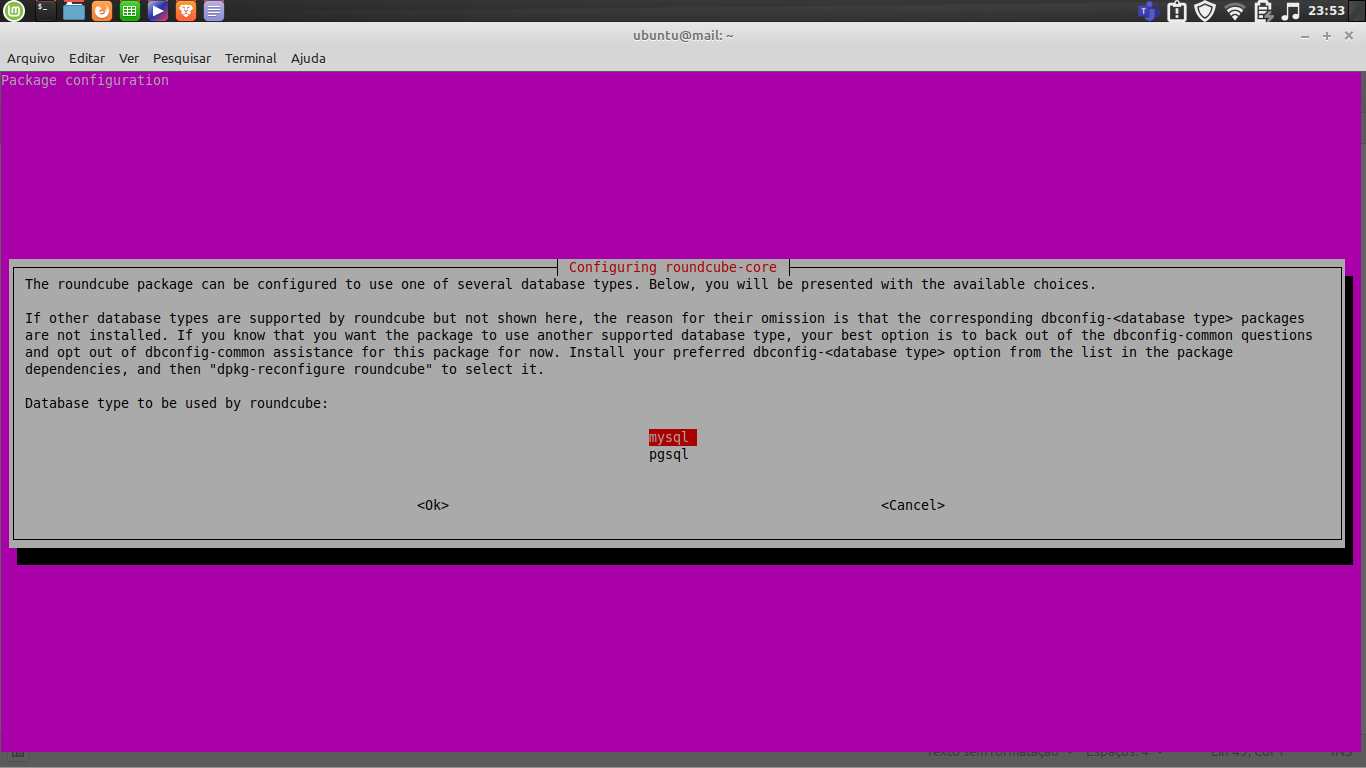 23:53
ubuntu@mail: ~
Arquivo Editar Ver Pesquisar Terminal Ajuda
Package configuration
Configuring roundcube-core
The roundcube package can be configured to use one of several database types. Below, you will be presented with the available choices.
If other database types are supported by roundcube but not shown here, the reason for their omission is that the corresponding dbconfig-<database type> packages
are not installed. If you know that you want the package to use another supported database type, your best option is to back out of the dbconfig-common questions
and opt out of dbconfig-common assistance for this package for now. Install your preferred dbconfig-<database type> option from the list in the package
dependencies, and then "dpkg-reconfigure roundcube" to select it.
Database type to be used by roundcube:
mysql
pgsql
<Ok> <Cancel>
Texto sem formatação Espaços: 4 INS